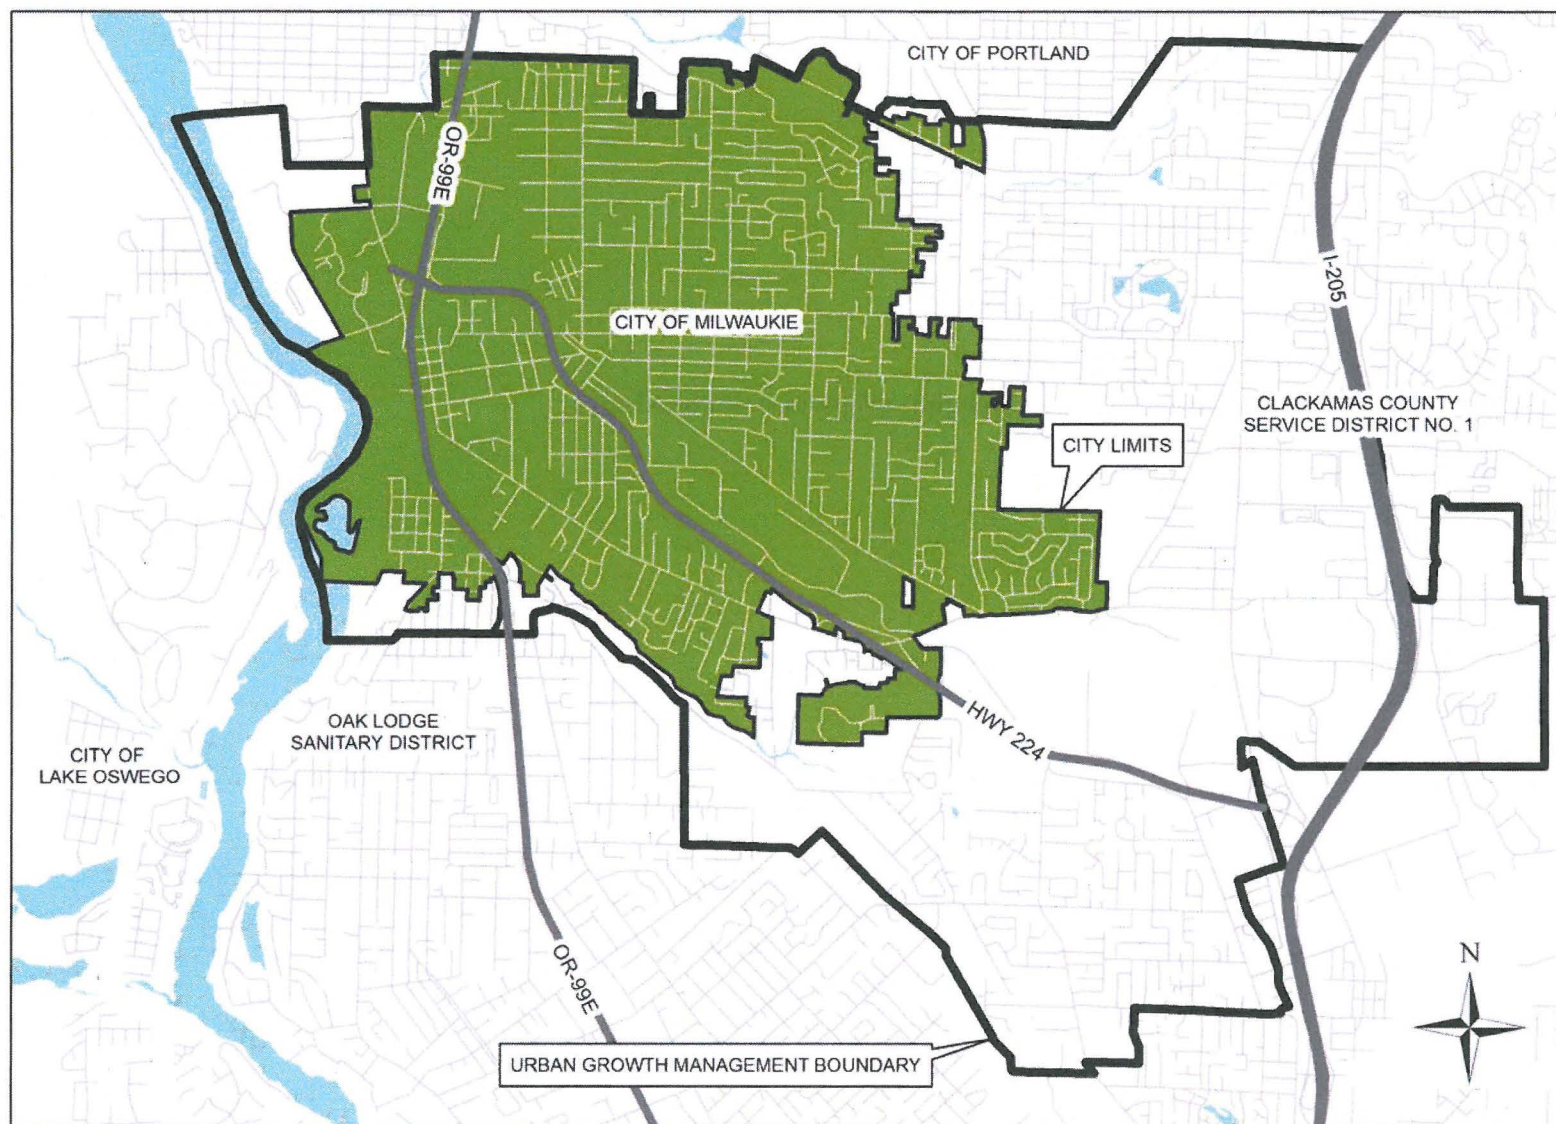 CITY OF PORTLAND
OR-99E
CITY OF MILWAUKIE
I-205
CLACKAMAS COUNTY
SERVICE DISTRICT NO. 1
CITY LIMITS
HWY 224
OAK LODGE
SANITARY DISTRICT
CITY OF
LAKE OSWEGO
OR-99E
N
URBAN GROWTH MANAGEMENT BOUNDARY